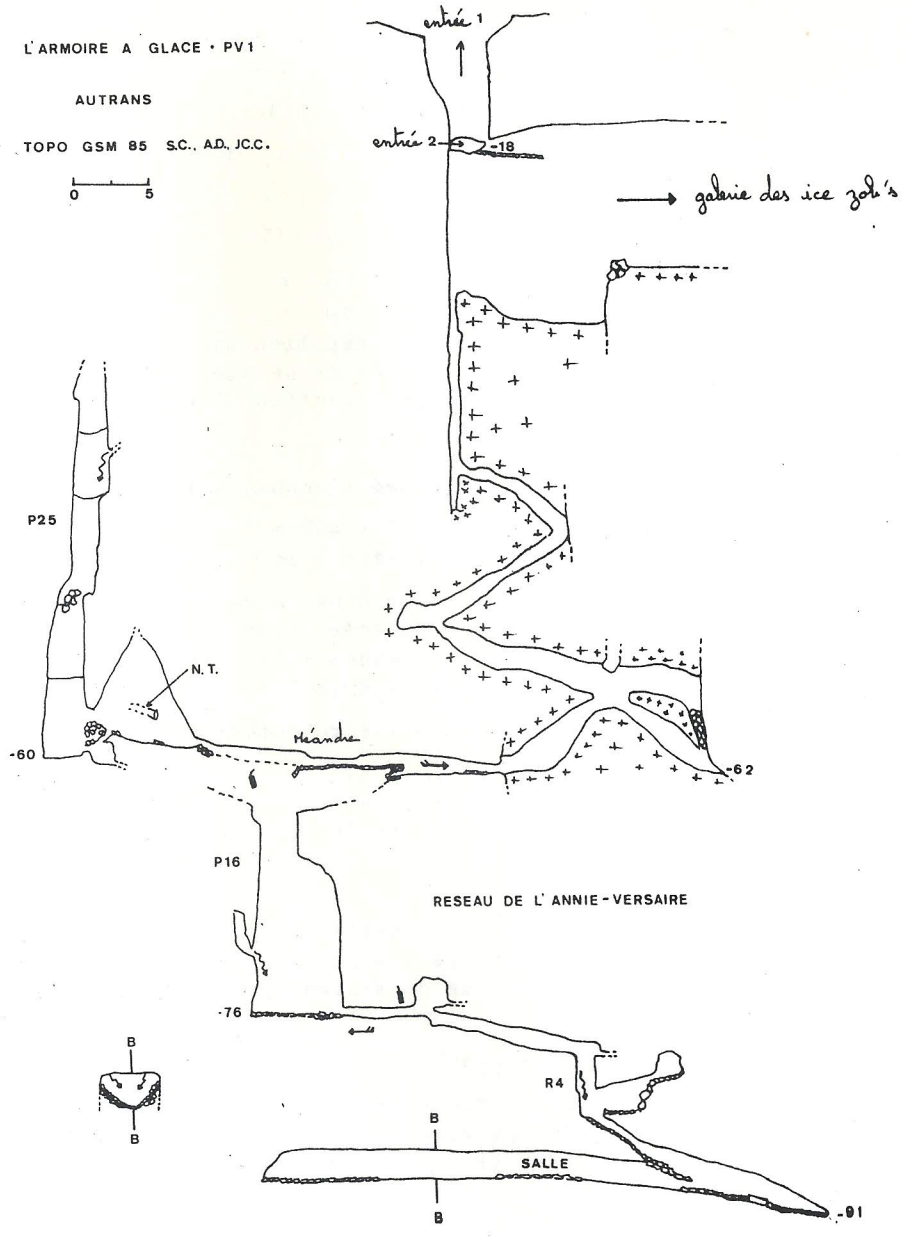 L'ARMOIRE A GLACE • PV1
AUTRANS
TOPO GSM 85 S.C., A.D., JC.C.
0 5
entrée 1
entrée 2
-18
galerie des ice zob's
P25
N.T.
-60
Méandre
-62
P16
RESEAU DE L'ANNIE-VERSAIRE
-76
B
B
R4
B
SALLE
B
-91